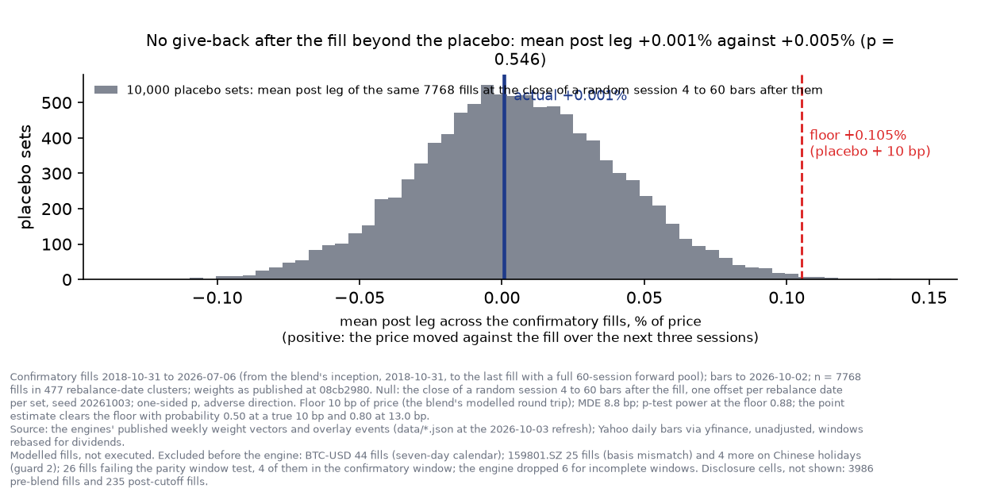 No give-back after the fill beyond the placebo: mean post leg +0.001% against +0.005% (p =
0.546)
10,000 placebo sets: mean post leg of the same 7768 fills at the close of a random session 4 to 60 bars after them
actual +0.001%
floor +0.105%
(placebo + 10 bp)
placebo sets
500
400
300
200
100
0
−0.10
−0.05
0.00
0.05
0.10
0.15
mean post leg across the confirmatory fills, % of price
(positive: the price moved against the fill over the next three sessions)
Confirmatory fills 2018-10-31 to 2026-07-06 (from the blend's inception, 2018-10-31, to the last fill with a full 60-session forward pool); bars to 2026-10-02; n = 7768
fills in 477 rebalance-date clusters; weights as published at 08cb2980. Null: the close of a random session 4 to 60 bars after the fill, one offset per rebalance date
per set, seed 20261003; one-sided p, adverse direction. Floor 10 bp of price (the blend's modelled round trip); MDE 8.8 bp; p-test power at the floor 0.88; the point
estimate clears the floor with probability 0.50 at a true 10 bp and 0.80 at 13.0 bp.
Source: the engines' published weekly weight vectors and overlay events (data/*.json at the 2026-10-03 refresh); Yahoo daily bars via yfinance, unadjusted, windows
rebased for dividends.
Modelled fills, not executed. Excluded before the engine: BTC-USD 44 fills (seven-day calendar); 159801.SZ 25 fills (basis mismatch) and 4 more on Chinese holidays
(guard 2); 26 fills failing the parity window test, 4 of them in the confirmatory window; the engine dropped 6 for incomplete windows. Disclosure cells, not shown: 3986
pre-blend fills and 235 post-cutoff fills.